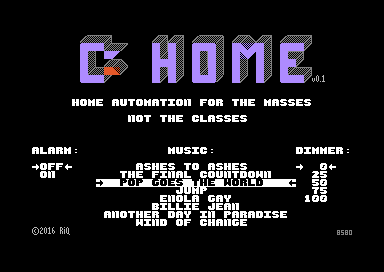 C HOME
v0.1
HOME AUTOMATION FOR THE MASSES
NOT THE CLASSES
ALARM: MUSIC: DIMMER:
→OFF← ASHES TO ASHES → 0←
ON THE FINAL COUNTDOWN 25
→ POP GOES THE WORLD ← 50
JUMP 75
ENOLA GAY 100
BILLIE JEAN
ANOTHER DAY IN PARADISE
WIND OF CHANGE
©2016 RiQ 8580